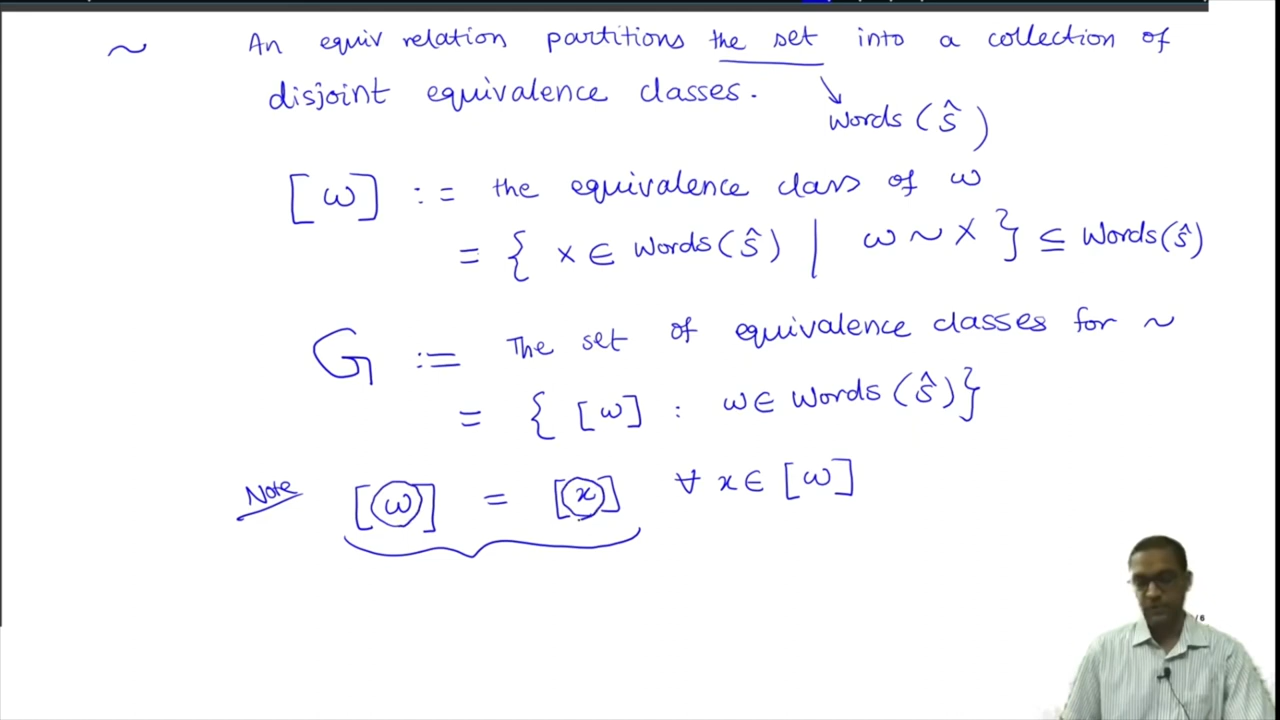 ~ An equiv relation partitions the set into a collection of
disjoint equivalence classes.
Words (ŝ)
[ω] := the equivalence class of ω
= { x ∈ Words (ŝ) | ω ~ x } ⊆ Words(ŝ)
G := The set of equivalence classes for ~
= { [ω] : ω ∈ Words (ŝ) }
Note [ω] = [x] ∀ x ∈ [ω]
/ 6